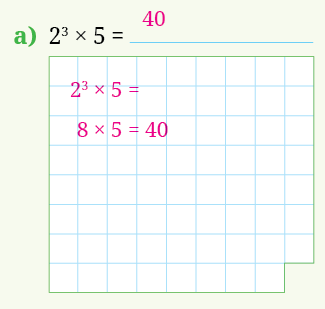 a) 2³ × 5 = 40
2³ × 5 =
8 × 5 = 40